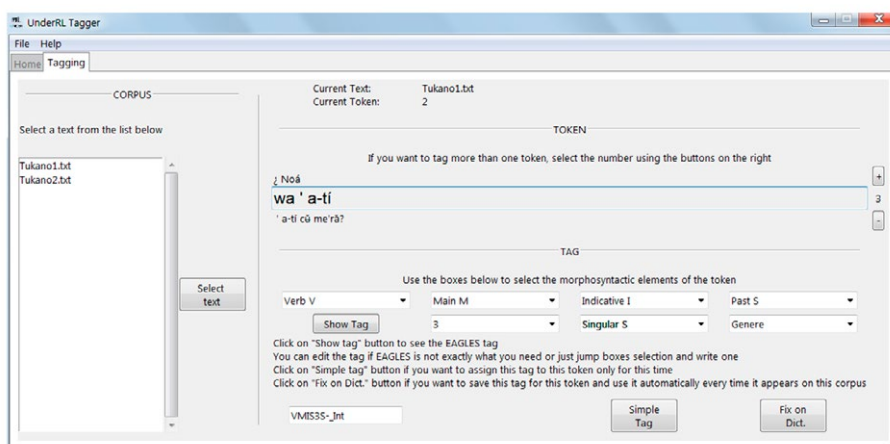 UnderRL Tagger
File Help
Home Tagging
CORPUS
Select a text from the list below
Tukano1.txt
Tukano2.txt
Select
text
Current Text: Tukano1.txt
Current Token: 2
TOKEN
If you want to tag more than one token, select the number using the buttons on the right
¿ Noá
+
wa ' a-tí
3
' a-tí cũ me'rã?
-
TAG
Use the boxes below to select the morphosyntactic elements of the token
Verb V Main M Indicative I Past S
Show Tag 3 Singular S Genere
Click on "Show tag" button to see the EAGLES tag
You can edit the tag if EAGLES is not exactly what you need or just jump boxes selection and write one
Click on "Simple tag" button if you want to assign this tag to this token only for this time
Click on "Fix on Dict." button if you want to save this tag for this token and use it automatically every time it appears on this corpus
VMIS3S-_Int
Simple
Tag
Fix on
Dict.